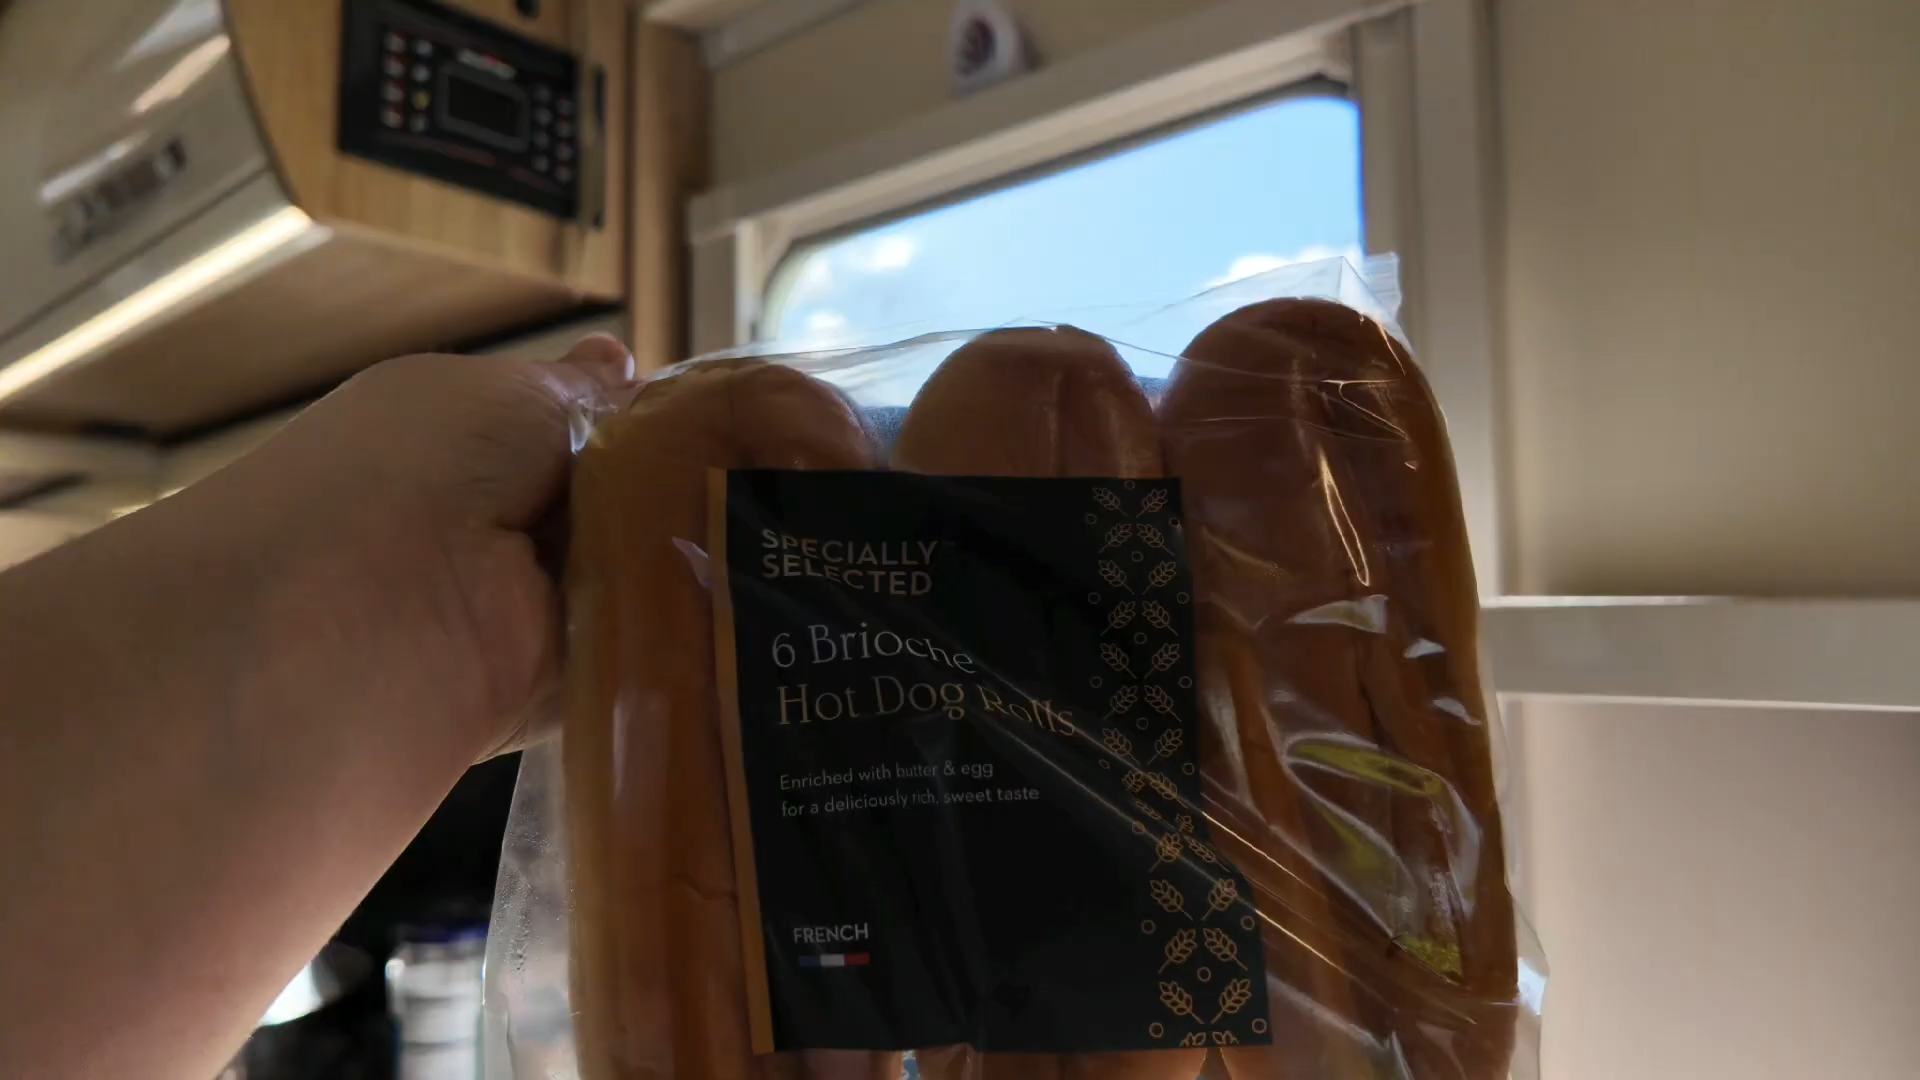 SPECIALLY
SELECTED
6 Brioche
Hot Dog Rolls
Enriched with butter & egg
for a deliciously rich, sweet taste
FRENCH